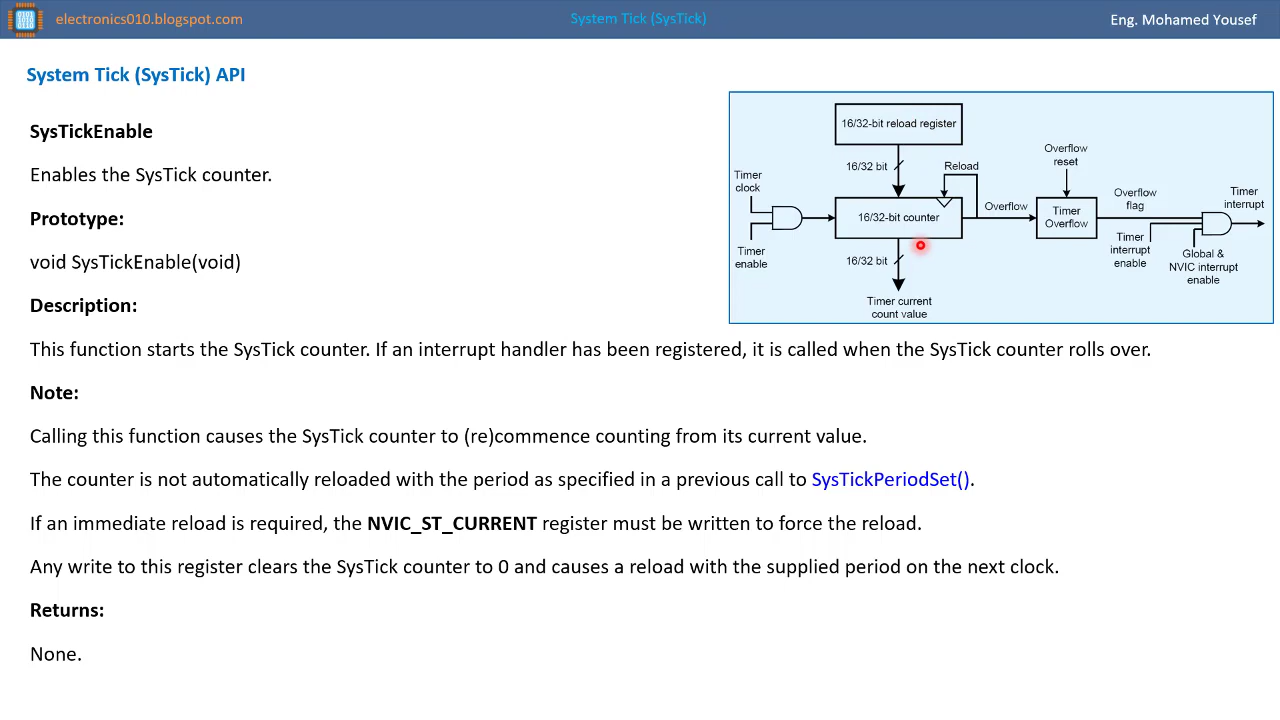 electronics010.blogspot.com
System Tick (SysTick)
Eng. Mohamed Yousef
System Tick (SysTick) API
SysTickEnable
Enables the SysTick counter.
Prototype:
void SysTickEnable(void)
Description:
This function starts the SysTick counter. If an interrupt handler has been registered, it is called when the SysTick counter rolls over.
Note:
Calling this function causes the SysTick counter to (re)commence counting from its current value.
The counter is not automatically reloaded with the period as specified in a previous call to SysTickPeriodSet().
If an immediate reload is required, the NVIC_ST_CURRENT register must be written to force the reload.
Any write to this register clears the SysTick counter to 0 and causes a reload with the supplied period on the next clock.
Returns:
None.
16/32-bit reload register
16/32 bit
Reload
Timer
clock
Timer
enable
16/32-bit counter
Overflow
Overflow
reset
Timer
Overflow
Overflow
flag
Timer
interrupt
Timer
interrupt
enable
Global &
NVIC interrupt
enable
16/32 bit
Timer current
count value